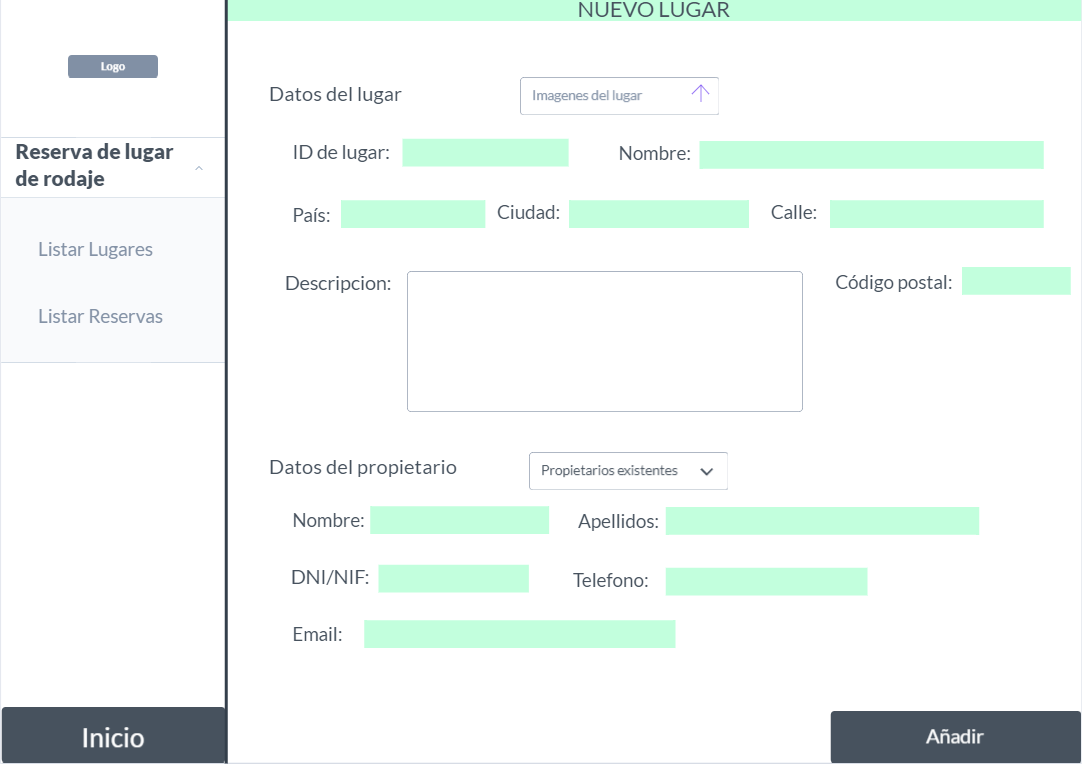 NUEVO LUGAR
Logo
Reserva de lugar
de rodaje
Listar Lugares
Listar Reservas
Inicio
Datos del lugar
Imagenes del lugar
ID de lugar:
Nombre:
País:
Ciudad:
Calle:
Descripcion:
Código postal:
Datos del propietario
Propietarios existentes
Nombre:
Apellidos:
DNI/NIF:
Telefono:
Email:
Añadir